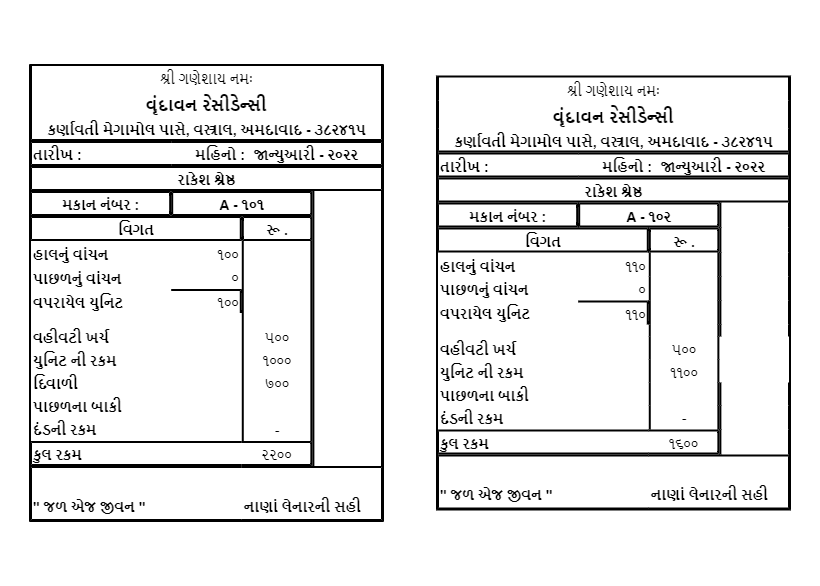 શ્રી ગણેશાય નમઃ
વૃંદાવન રેસીડેન્સી
કર્ણાવતી મેગામોલ પાસે, વસ્ત્રાલ, અમદાવાદ - ૩૮૨૪૧૫
તારીખ : મહિનો : જાન્યુઆરી - ૨૦૨૨
રાકેશ શ્રેષ્ઠ
મકાન નંબર : A - ૧૦૧
વિગત રૂ .
હાલનું વાંચન ૧૦૦
પાછળનું વાંચન ૦
વપરાયેલ યુનિટ ૧૦૦
વહીવટી ખર્ચ ૫૦૦
યુનિટ ની રકમ ૧૦૦૦
દિવાળી ૭૦૦
પાછળના બાકી
દંડની રકમ -
કુલ રકમ ૨૨૦૦
" જળ એજ જીવન " નાણાં લેનારની સહી
શ્રી ગણેશાય નમઃ
વૃંદાવન રેસીડેન્સી
કર્ણાવતી મેગામોલ પાસે, વસ્ત્રાલ, અમદાવાદ - ૩૮૨૪૧૫
તારીખ : મહિનો : જાન્યુઆરી - ૨૦૨૨
રાકેશ શ્રેષ્ઠ
મકાન નંબર : A - ૧૦૨
વિગત રૂ .
હાલનું વાંચન ૧૧૦
પાછળનું વાંચન ૦
વપરાયેલ યુનિટ ૧૧૦
વહીવટી ખર્ચ ૫૦૦
યુનિટ ની રકમ ૧૧૦૦
પાછળના બાકી
દંડની રકમ -
કુલ રકમ ૧૬૦૦
" જળ એજ જીવન " નાણાં લેનારની સહી